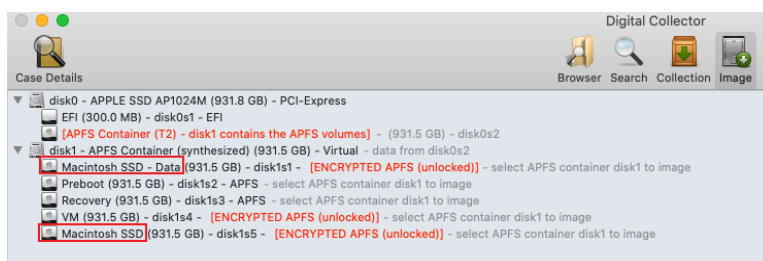 Digital Collector
Case Details
Browser Search Collection Image
disk0 - APPLE SSD AP1024M (931.8 GB) - PCI-Express
EFI (300.0 MB) - disk0s1 - EFI
[APFS Container (T2) - disk1 contains the APFS volumes] - (931.5 GB) - disk0s2
disk1 - APFS Container (synthesized) (931.5 GB) - Virtual - data from disk0s2
Macintosh SSD - Data (931.5 GB) - disk1s1 - [ENCRYPTED APFS (unlocked)] - select APFS container disk1 to image
Preboot (931.5 GB) - disk1s2 - APFS - select APFS container disk1 to image
Recovery (931.5 GB) - disk1s3 - APFS - select APFS container disk1 to image
VM (931.5 GB) - disk1s4 - [ENCRYPTED APFS (unlocked)] - select APFS container disk1 to image
Macintosh SSD (931.5 GB) - disk1s5 - [ENCRYPTED APFS (unlocked)] - select APFS container disk1 to image